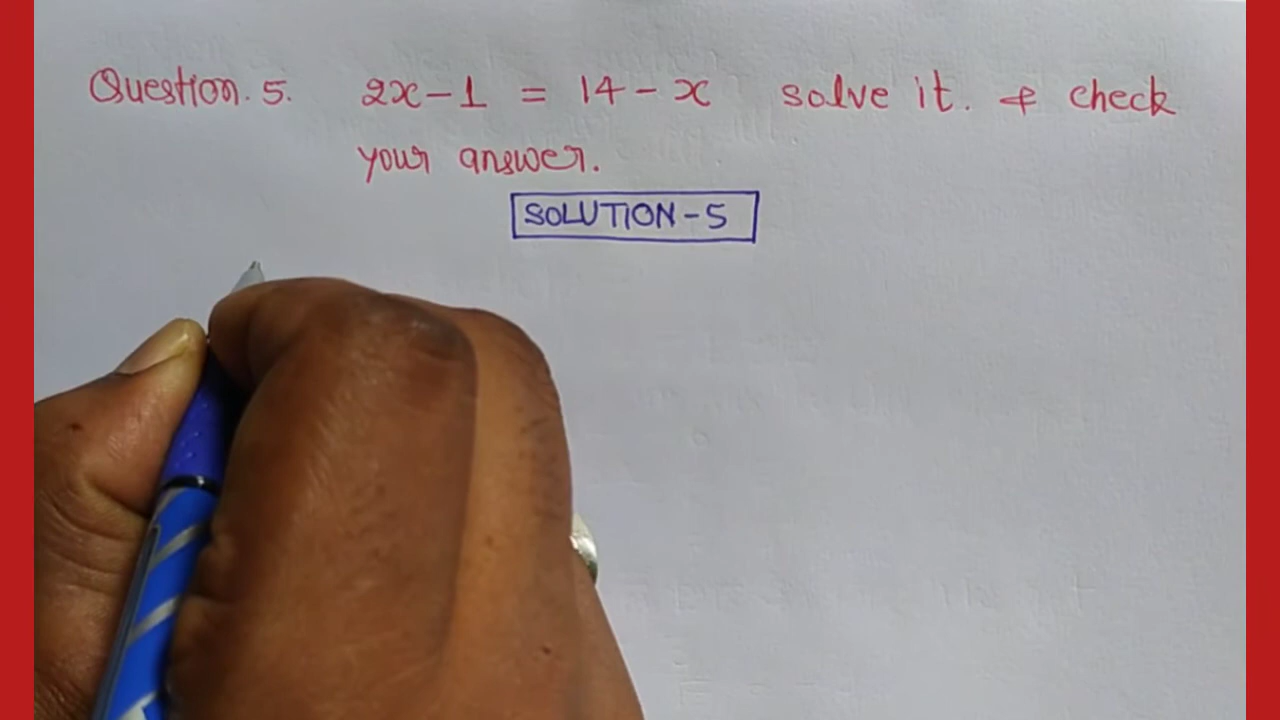 Question. 5. 2x-1 = 14-x solve it. & check
your answer.
SOLUTION-5